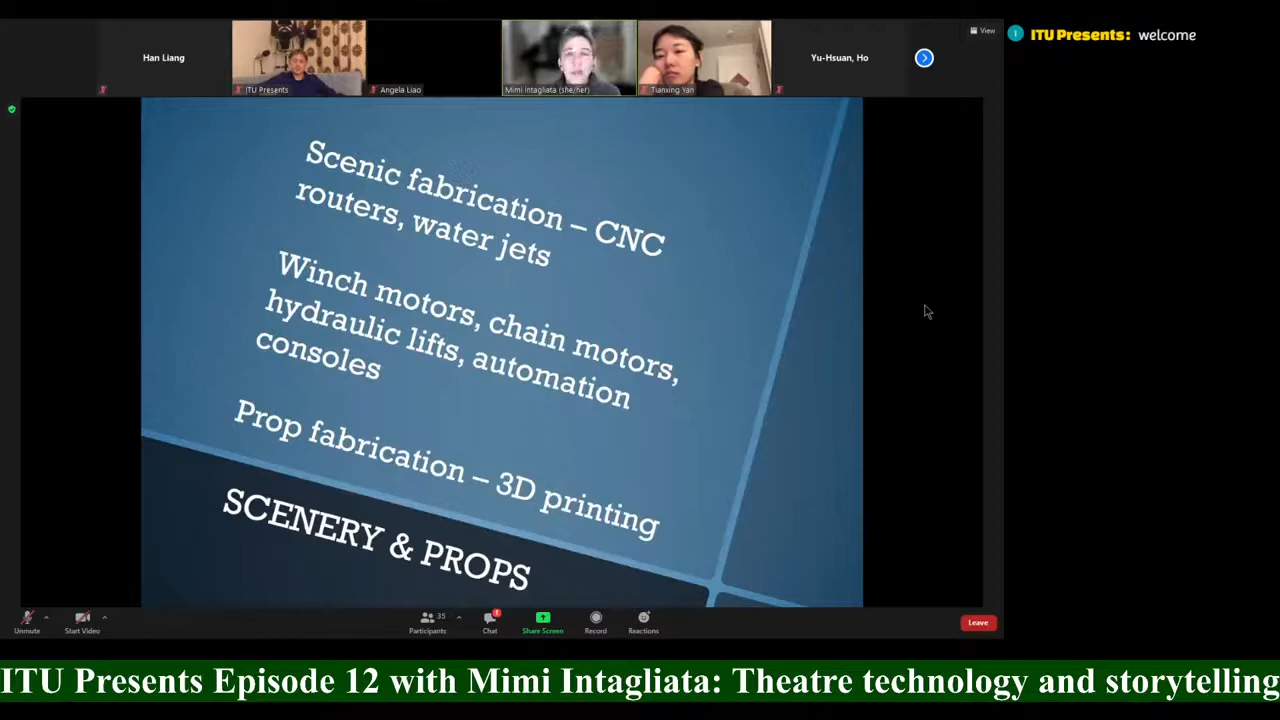 View
ITU Presents: welcome
Han Liang
Yu-Hsuan, Ho
ITU Presents
Angela Liao
Mimi Intagliata (she/her)
Tianxing Yan
Scenic fabrication – CNC
routers, water jets
Winch motors, chain motors,
hydraulic lifts, automation
consoles
Prop fabrication – 3D printing
SCENERY & PROPS
35
1
Unmute
Start Video
Participants
Chat
Share Screen
Record
Reactions
Leave
ITU Presents Episode 12 with Mimi Intagliata: Theatre technology and storytelling